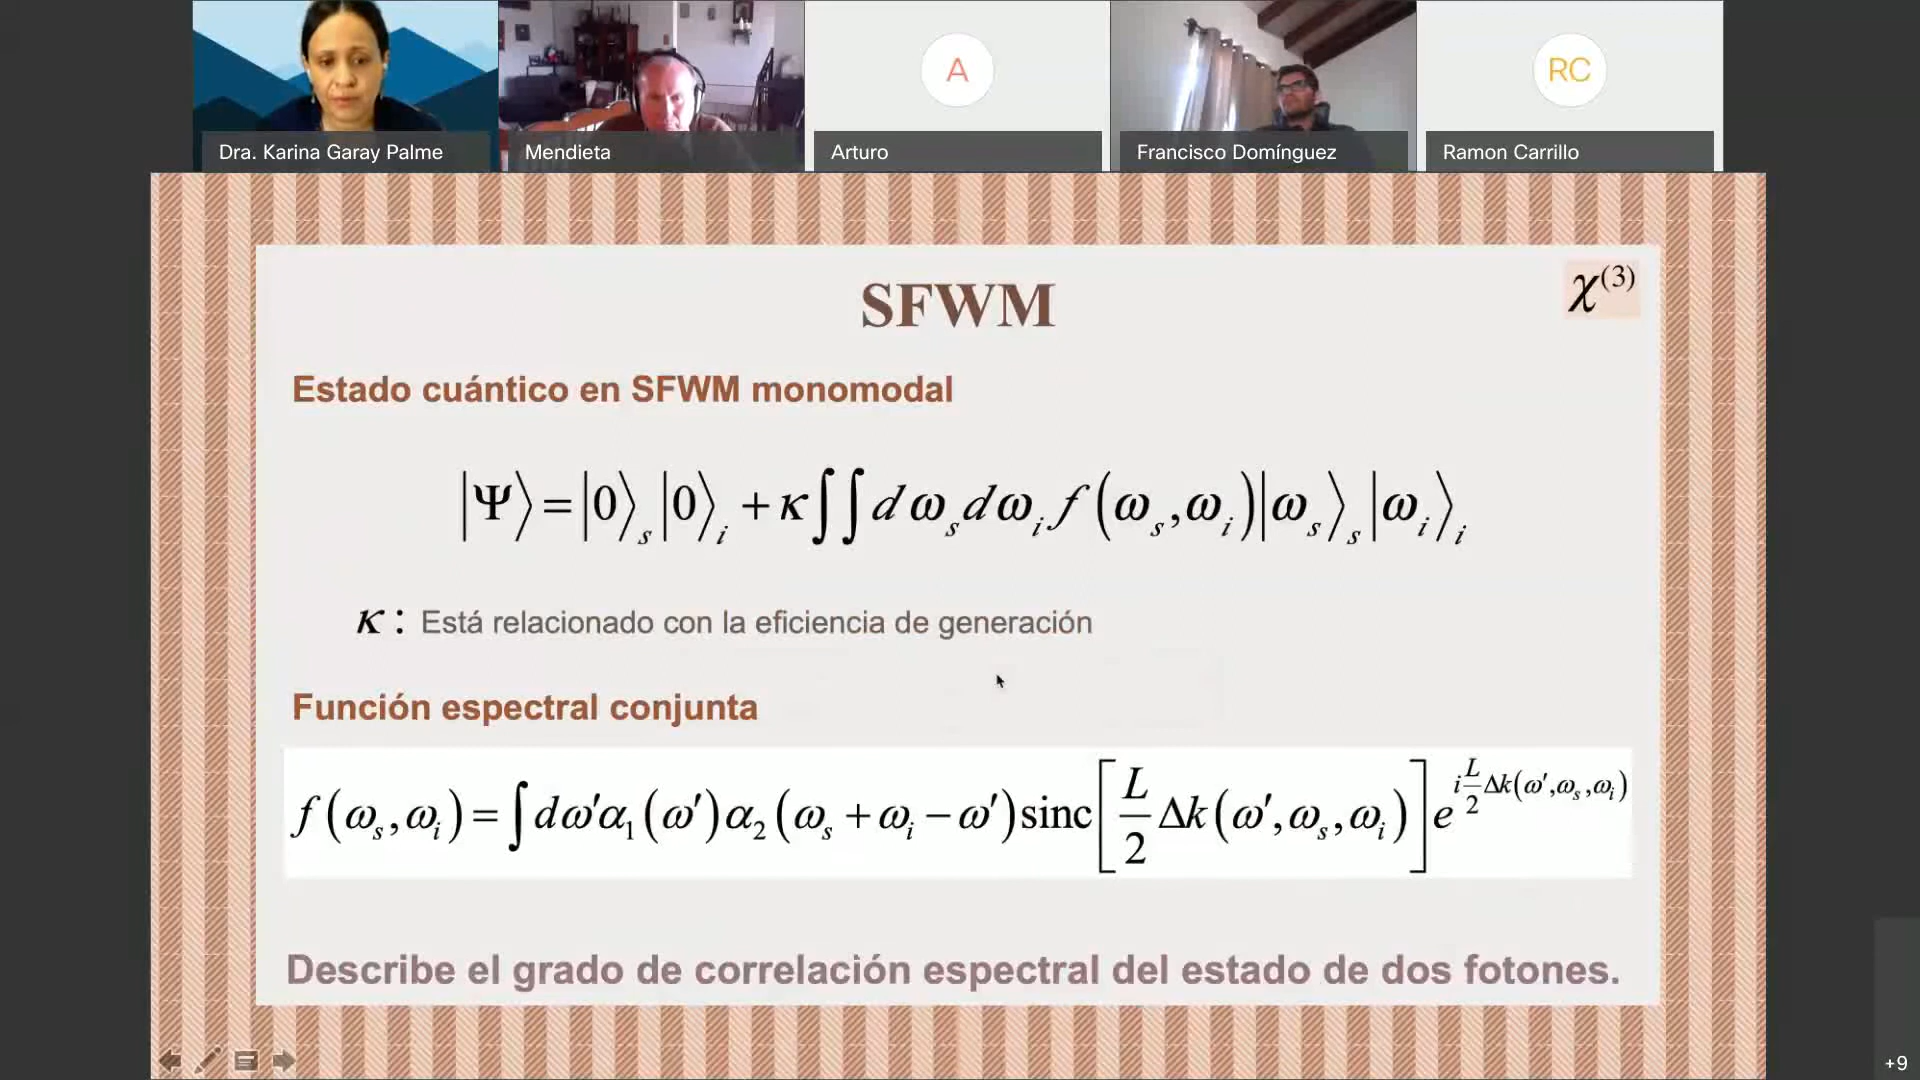 Dra. Karina Garay Palme
Mendieta
A
Arturo
Francisco Domínguez
RC
Ramon Carrillo
SFWM
χ^(3)
Estado cuántico en SFWM monomodal
|Ψ⟩=|0⟩_s|0⟩_i + κ∫∫dω_s dω_i f(ω_s,ω_i)|ω_s⟩_s|ω_i⟩_i
κ: Está relacionado con la eficiencia de generación
Función espectral conjunta
f(ω_s,ω_i)=∫dω'α_1(ω')α_2(ω_s+ω_i−ω')sinc[L/2 Δk(ω',ω_s,ω_i)]e^{i L/2 Δk(ω',ω_s,ω_i)}
Describe el grado de correlación espectral del estado de dos fotones.
+9